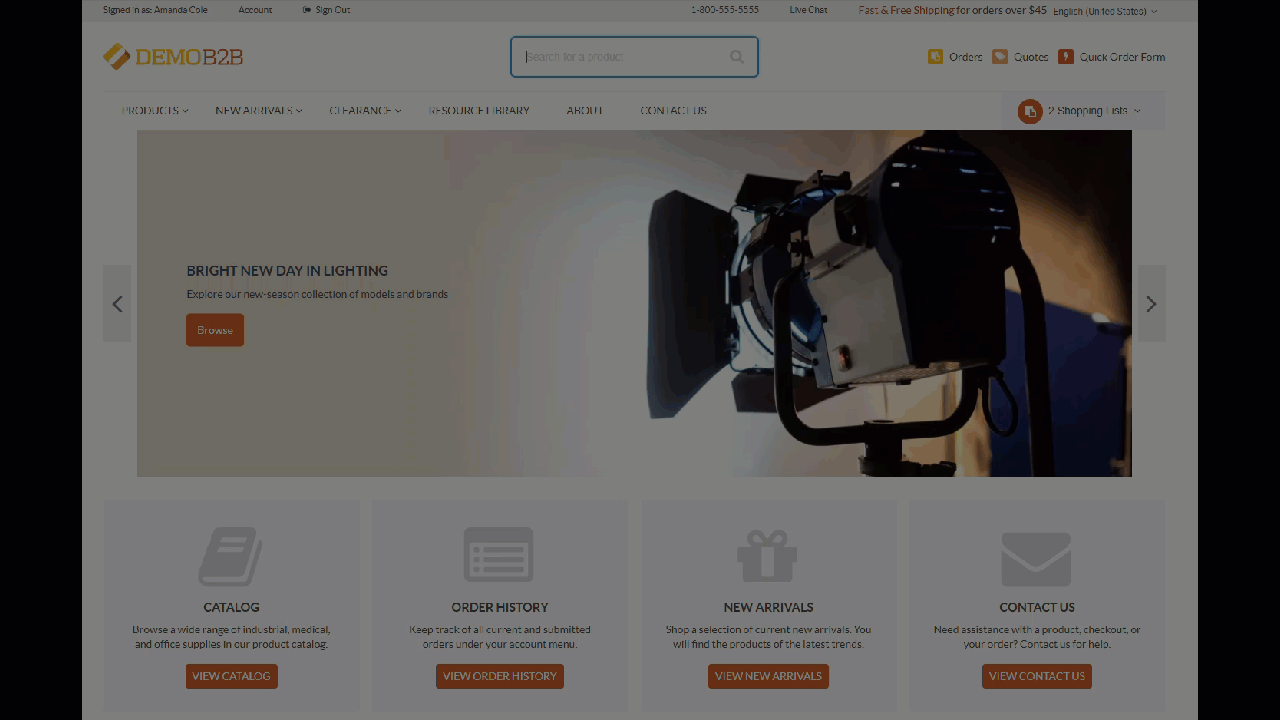 Signed in as: Amanda Cole Account Sign Out 1-800-555-5555 Live Chat Fast & Free Shipping for orders over $45 English (United States)
DEMOB2B Search for a product Orders Quotes Quick Order Form
PRODUCTS NEW ARRIVALS CLEARANCE RESOURCE LIBRARY ABOUT CONTACT US 2 Shopping Lists
BRIGHT NEW DAY IN LIGHTING
Explore our new-season collection of models and brands
Browse
CATALOG
Browse a wide range of industrial, medical,
and office supplies in our product catalog.
VIEW CATALOG
ORDER HISTORY
Keep track of all current and submitted
orders under your account menu.
VIEW ORDER HISTORY
NEW ARRIVALS
Shop a selection of current new arrivals. You
will find the products of the latest trends.
VIEW NEW ARRIVALS
CONTACT US
Need assistance with a product, checkout, or
your order? Contact us for help.
VIEW CONTACT US